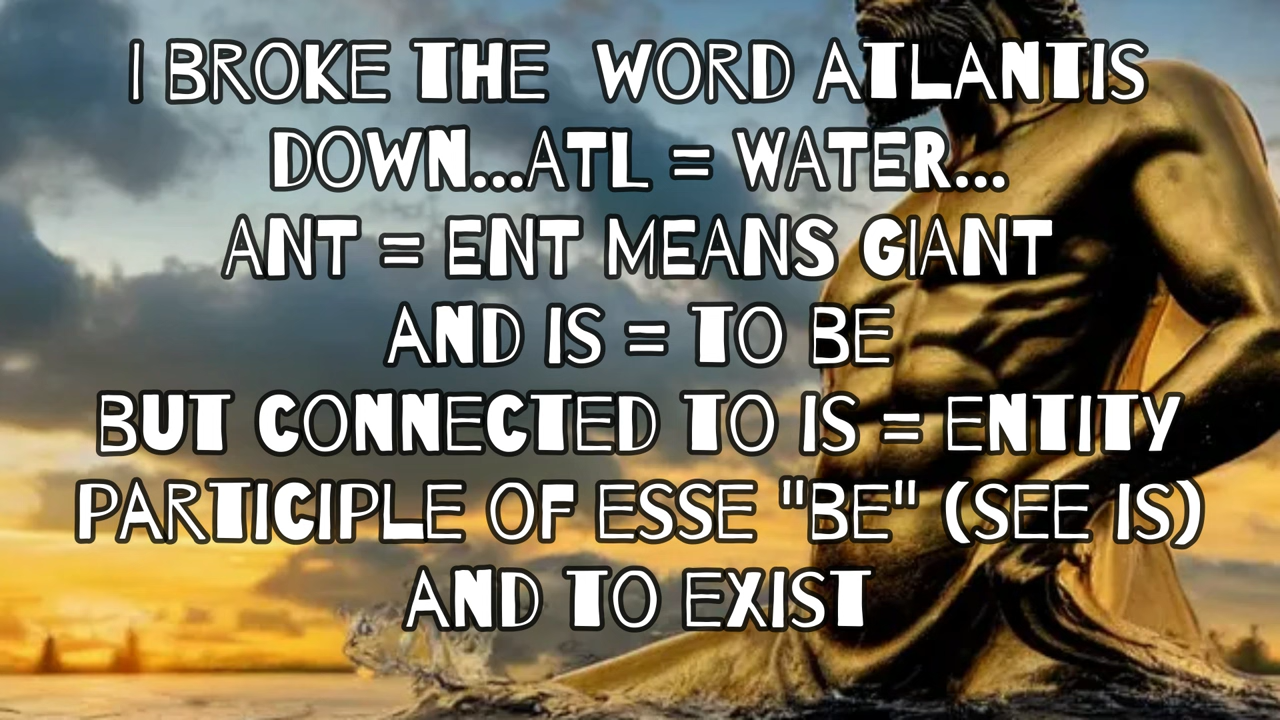 I BROKE THE WORD ATLANTIS
DOWN...ATL = WATER...
ANT = ENT MEANS GIANT
AND IS = TO BE
BUT CONNECTED TO IS = ENTITY
PARTICIPLE OF ESSE "BE" (SEE IS)
AND TO EXIST